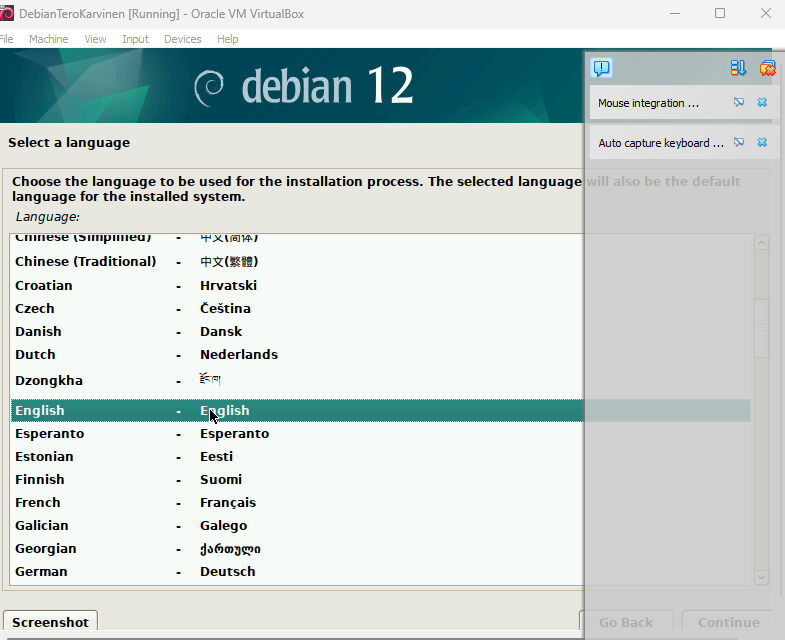 DebianTeroKarvinen [Running] - Oracle VM VirtualBox
File Machine View Input Devices Help
debian 12
Mouse integration ...
Auto capture keyboard ...
Select a language
Choose the language to be used for the installation process. The selected language will also be the default
language for the installed system.
Language:
Chinese (Simplified) - 中文(简体)
Chinese (Traditional) - 中文(繁體)
Croatian - Hrvatski
Czech - Čeština
Danish - Dansk
Dutch - Nederlands
Dzongkha - རྫོང་ཁ།
English - English
Esperanto - Esperanto
Estonian - Eesti
Finnish - Suomi
French - Français
Galician - Galego
Georgian - ქართული
German - Deutsch
Screenshot Go Back Continue